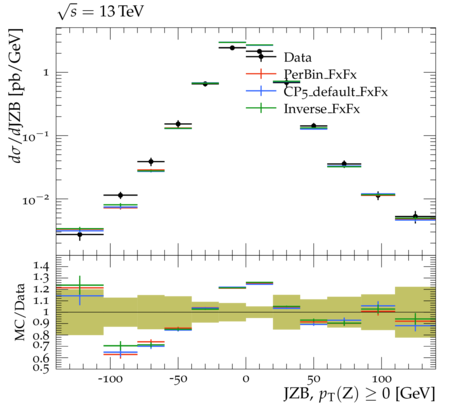 √s = 13 TeV
dσ/dJZB [pb/GeV]
1
10⁻¹
10⁻²
Data
PerBin_FxFx
CP5_default_FxFx
Inverse_FxFx
MC/Data
1.4
1.3
1.2
1.1
1
0.9
0.8
0.7
0.6
0.5
-100 -50 0 50 100
JZB, pT(Z) ≥ 0 [GeV]